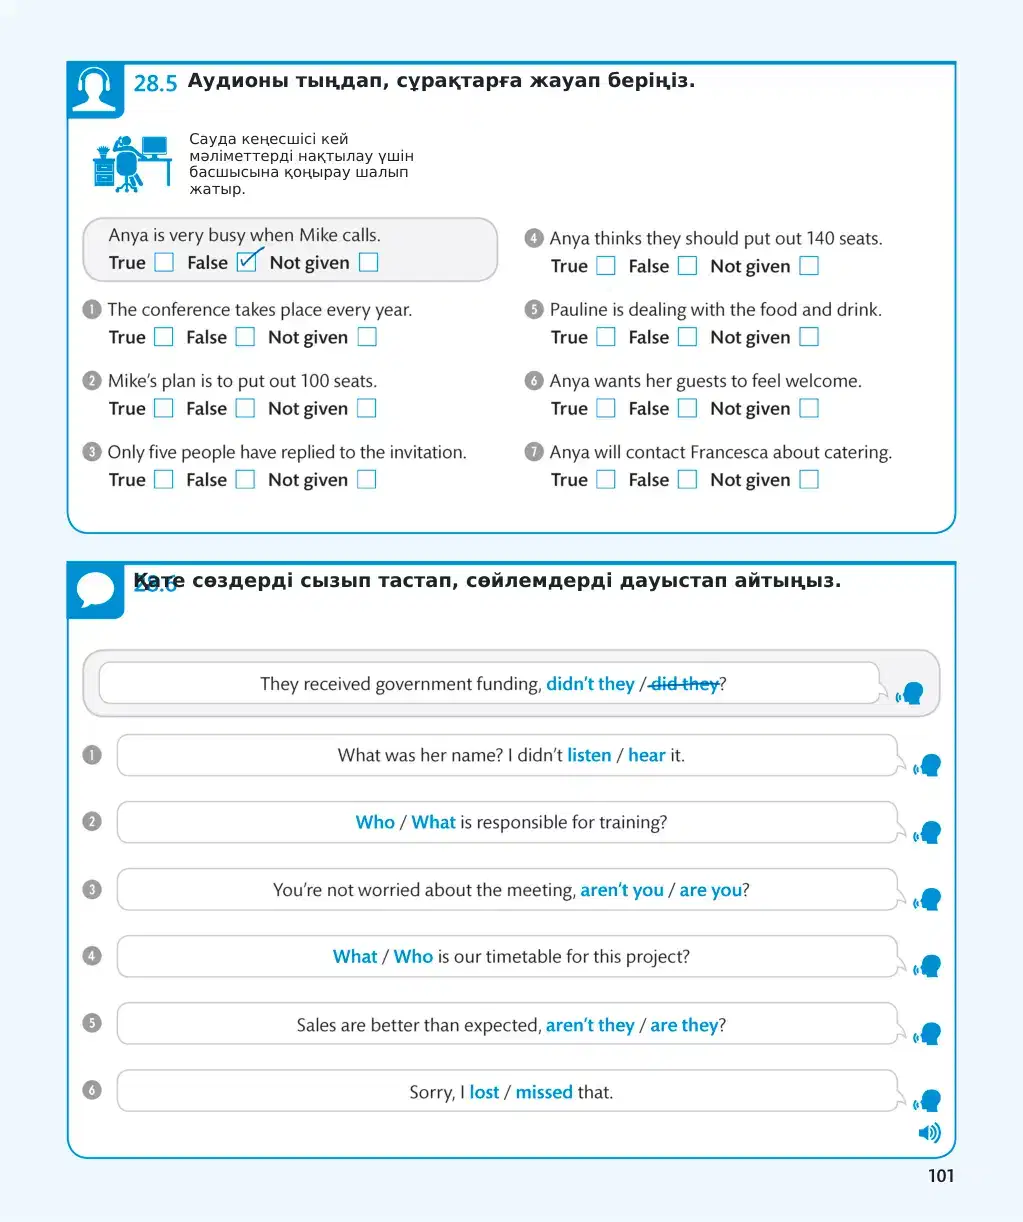 28.5 Аудионы тыңдап, сұрақтарға жауап беріңіз.
Сауда кеңесшісі кей
мәліметтерді нақтылау үшін
басшысына қоңырау шалып
жатыр.
Anya is very busy when Mike calls.
True False Not given
1 The conference takes place every year.
True False Not given
2 Mike’s plan is to put out 100 seats.
True False Not given
3 Only five people have replied to the invitation.
True False Not given
4 Anya thinks they should put out 140 seats.
True False Not given
5 Pauline is dealing with the food and drink.
True False Not given
6 Anya wants her guests to feel welcome.
True False Not given
7 Anya will contact Francesca about catering.
True False Not given
28.6 Қате сөздерді сызып тастап, сөйлемдерді дауыстап айтыңыз.
They received government funding, didn’t they / did they?
1 What was her name? I didn’t listen / hear it.
2 Who / What is responsible for training?
3 You’re not worried about the meeting, aren’t you / are you?
4 What / Who is our timetable for this project?
5 Sales are better than expected, aren’t they / are they?
6 Sorry, I lost / missed that.
101